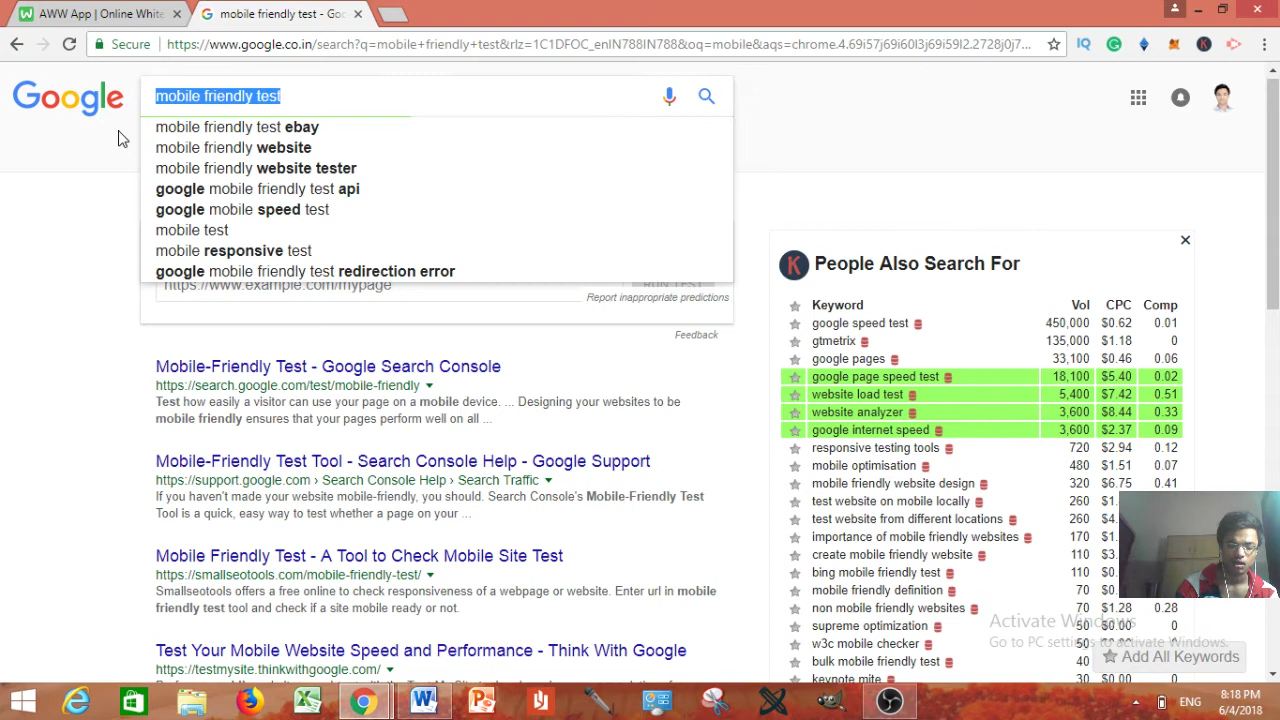 AWW App | Online White
mobile friendly test - Goo
Secure
https://www.google.co.in/search?q=mobile+friendly+test&rlz=1C1DFOC_enIN788IN788&oq=mobile&aqs=chrome.4.69i57j69i60l3j69i59l2.2728j0j7...
Google
mobile friendly test
mobile friendly test ebay
mobile friendly website
mobile friendly website tester
google mobile friendly test api
google mobile speed test
mobile test
mobile responsive test
google mobile friendly test redirection error
https://www.example.com/mypage
RUN TEST
Report inappropriate predictions
Feedback
Mobile-Friendly Test - Google Search Console
https://search.google.com/test/mobile-friendly
Test how easily a visitor can use your page on a mobile device. ... Designing your websites to be
mobile friendly ensures that your pages perform well on all ...
Mobile-Friendly Test Tool - Search Console Help - Google Support
https://support.google.com › Search Console Help › Search Traffic
If you haven't made your website mobile-friendly, you should. Search Console's Mobile-Friendly Test
Tool is a quick, easy way to test whether a page on your ...
Mobile Friendly Test - A Tool to Check Mobile Site Test
https://smallseotools.com/mobile-friendly-test/
Smallseotools offers a free online to check responsiveness of a webpage or website. Enter url in mobile
friendly test tool and check if a site mobile ready or not.
Test Your Mobile Website Speed and Performance - Think With Google
https://testmysite.thinkwithgoogle.com/
K People Also Search For
Keyword Vol CPC Comp
google speed test 450,000 $0.62 0.01
gtmetrix 135,000 $1.18 0
google pages 33,100 $0.46 0.06
google page speed test 18,100 $5.40 0.02
website load test 5,400 $7.42 0.51
website analyzer 3,600 $8.44 0.33
google internet speed 3,600 $2.37 0.09
responsive testing tools 720 $2.94 0.12
mobile optimisation 480 $1.51 0.07
mobile friendly website design 320 $6.75 0.41
test website on mobile locally 260
test website from different locations 260
importance of mobile friendly websites 170
create mobile friendly website 110
bing mobile friendly test 110
mobile friendly definition 70
non mobile friendly websites 70 $1.28 0.28
supreme optimization 50 $0.00 0
w3c mobile checker 50
bulk mobile friendly test 40
keynote mite 30 $0.00 0
Activate Windows
Go to PC settings to activate Windows.
Add All Keywords
ENG
8:18 PM
6/4/2018